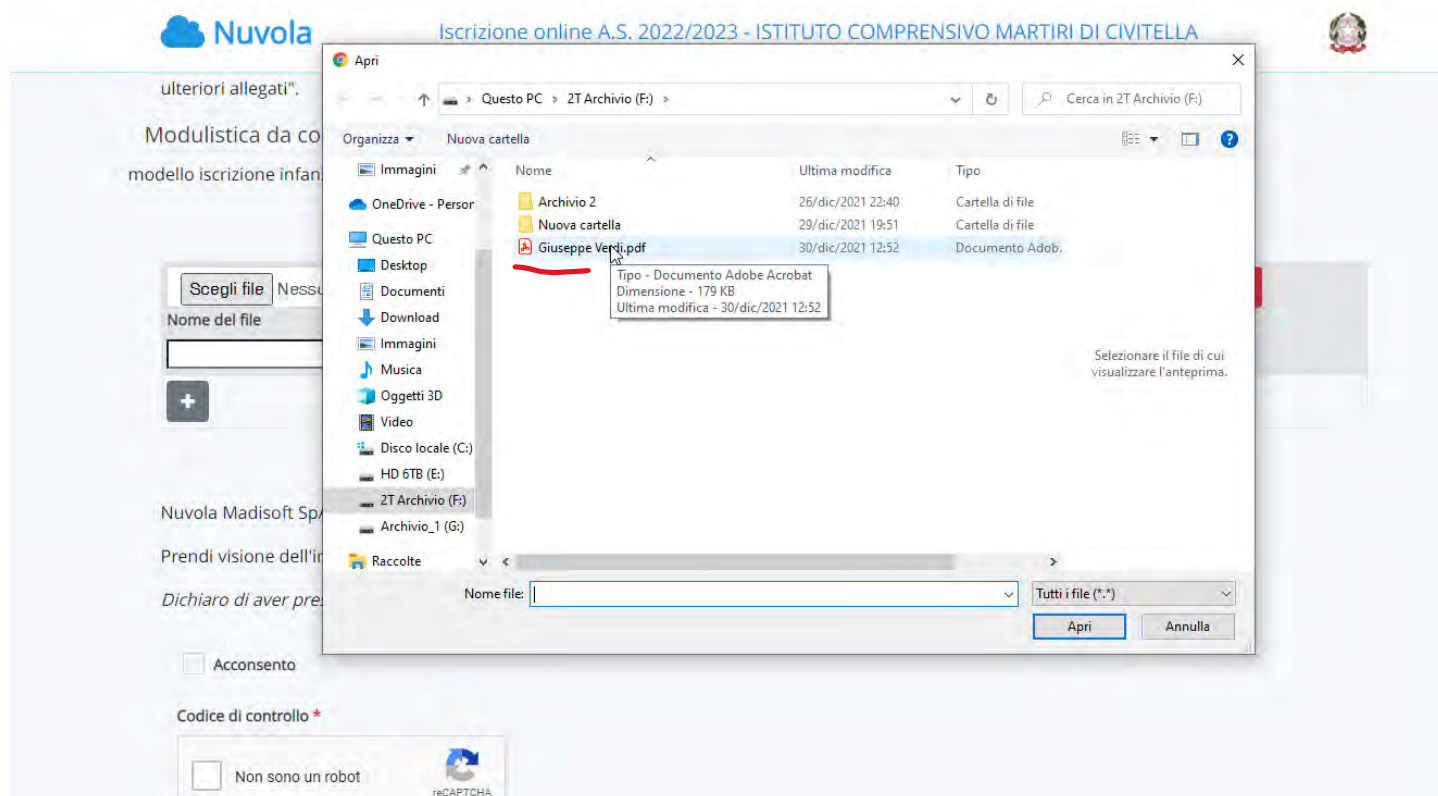 Nuvola
Iscrizione online A.S. 2022/2023 - ISTITUTO COMPRENSIVO MARTIRI DI CIVITELLA
ulteriori allegati".
Modulistica da co
modello iscrizione infan
Scegli file Nessu
Nome del file
+
Nuvola Madisoft Sp
Prendi visione dell'in
Dichiaro di aver pre
Acconsento
Codice di controllo *
Non sono un robot
reCAPTCHA
Apri
Questo PC > 2T Archivio (F:) >
Cerca in 2T Archivio (F:)
Organizza
Nuova cartella
Immagini
OneDrive - Person
Questo PC
Desktop
Documenti
Download
Immagini
Musica
Oggetti 3D
Video
Disco locale (C:)
HD 6TB (E:)
2T Archivio (F:)
Archivio_1 (G:)
Raccolte
Nome Ultima modifica Tipo
Archivio 2 26/dic/2021 22:40 Cartella di file
Nuova cartella 29/dic/2021 19:51 Cartella di file
Giuseppe Verdi.pdf 30/dic/2021 12:52 Documento Adob.
Tipo - Documento Adobe Acrobat
Dimensione - 179 KB
Ultima modifica - 30/dic/2021 12:52
Selezionare il file di cui
visualizzare l'anteprima.
Nome file:
Tutti i file (*.*)
Apri Annulla